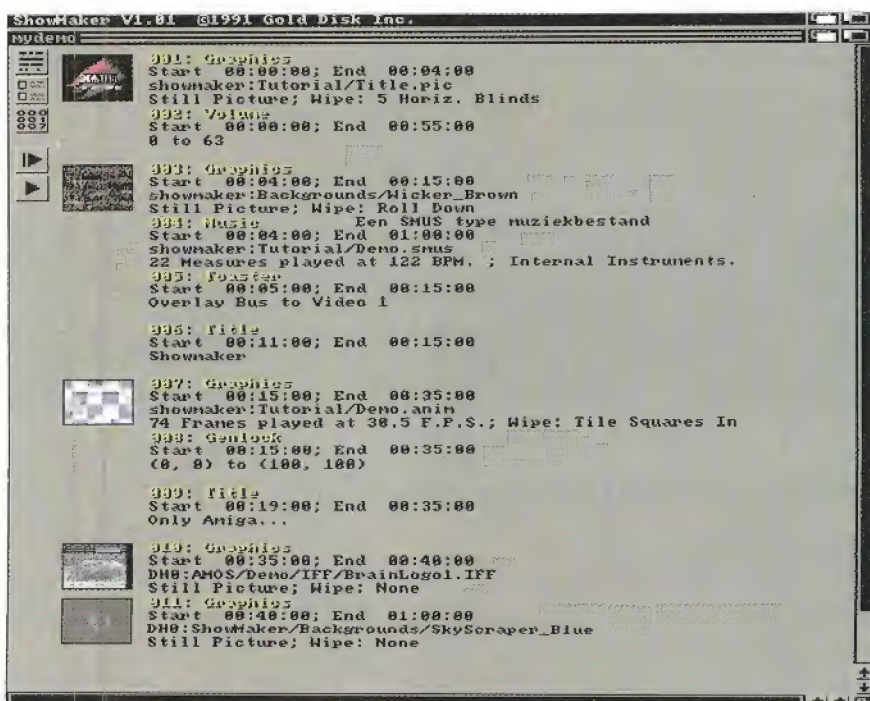 ShowMaker V1.01 ©1991 Gold Disk Inc.
mydemo
001: Graphics
Start 00:00:00; End 00:04:00
showmaker:Tutorial/Title.pic
Still Picture; Wipe: 5 Horiz. Blinds
002: Volume
Start 00:00:00; End 00:55:00
0 to 63
003: Graphics
Start 00:04:00; End 00:15:00
showmaker:Backgrounds/Wicker_Brown
Still Picture; Wipe: Roll Down
004: Music Een SMUS type muziekbestand
Start 00:04:00; End 01:00:00
showmaker:Tutorial/Demo.smus
22 Measures played at 122 BPM. ; Internal Instruments.
005: Toaster
Start 00:05:00; End 00:15:00
Overlay Bus to Video 1
006: Title
Start 00:11:00; End 00:15:00
Showmaker
007: Graphics
Start 00:15:00; End 00:35:00
showmaker:Tutorial/Demo.anim
74 Frames played at 30.5 F.P.S.; Wipe: Tile Squares In
008: Genlock
Start 00:15:00; End 00:35:00
(0, 0) to (100, 100)
009: Title
Start 00:19:00; End 00:35:00
Only Amiga...
010: Graphics
Start 00:35:00; End 00:40:00
DH0:AMOS/Demo/IFF/BrainLogo1.IFF
Still Picture; Wipe: None
011: Graphics
Start 00:40:00; End 01:00:00
DH0:ShowMaker/Backgrounds/SkyScraper_Blue
Still Picture; Wipe: None